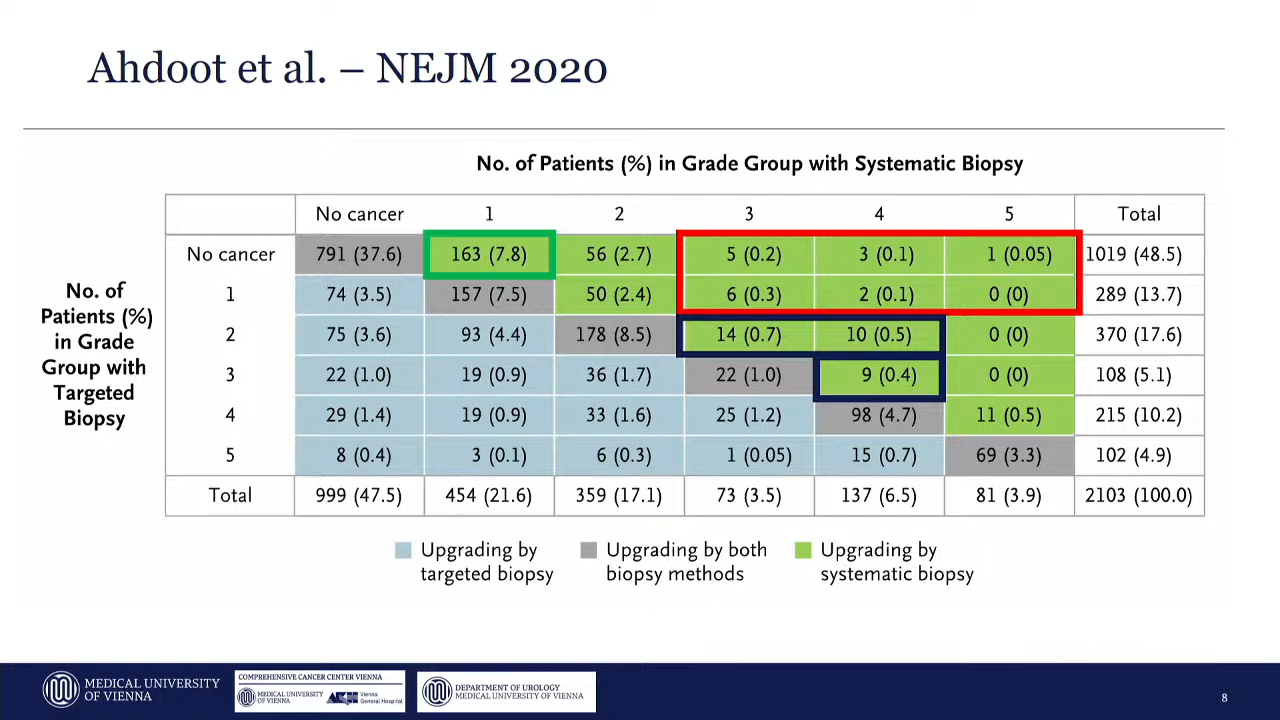 Ahdoot et al. – NEJM 2020
No. of Patients (%) in Grade Group with Systematic Biopsy
No cancer 1 2 3 4 5 Total
No. of
Patients (%)
in Grade
Group with
Targeted
Biopsy
No cancer 791 (37.6) 163 (7.8) 56 (2.7) 5 (0.2) 3 (0.1) 1 (0.05) 1019 (48.5)
1 74 (3.5) 157 (7.5) 50 (2.4) 6 (0.3) 2 (0.1) 0 (0) 289 (13.7)
2 75 (3.6) 93 (4.4) 178 (8.5) 14 (0.7) 10 (0.5) 0 (0) 370 (17.6)
3 22 (1.0) 19 (0.9) 36 (1.7) 22 (1.0) 9 (0.4) 0 (0) 108 (5.1)
4 29 (1.4) 19 (0.9) 33 (1.6) 25 (1.2) 98 (4.7) 11 (0.5) 215 (10.2)
5 8 (0.4) 3 (0.1) 6 (0.3) 1 (0.05) 15 (0.7) 69 (3.3) 102 (4.9)
Total 999 (47.5) 454 (21.6) 359 (17.1) 73 (3.5) 137 (6.5) 81 (3.9) 2103 (100.0)
Upgrading by
targeted biopsy
Upgrading by both
biopsy methods
Upgrading by
systematic biopsy
MEDICAL UNIVERSITY
OF VIENNA
COMPREHENSIVE CANCER CENTER VIENNA
MEDICAL UNIVERSITY
OF VIENNA
AKH
Vienna
General Hospital
DEPARTMENT OF UROLOGY
MEDICAL UNIVERSITY OF VIENNA
8